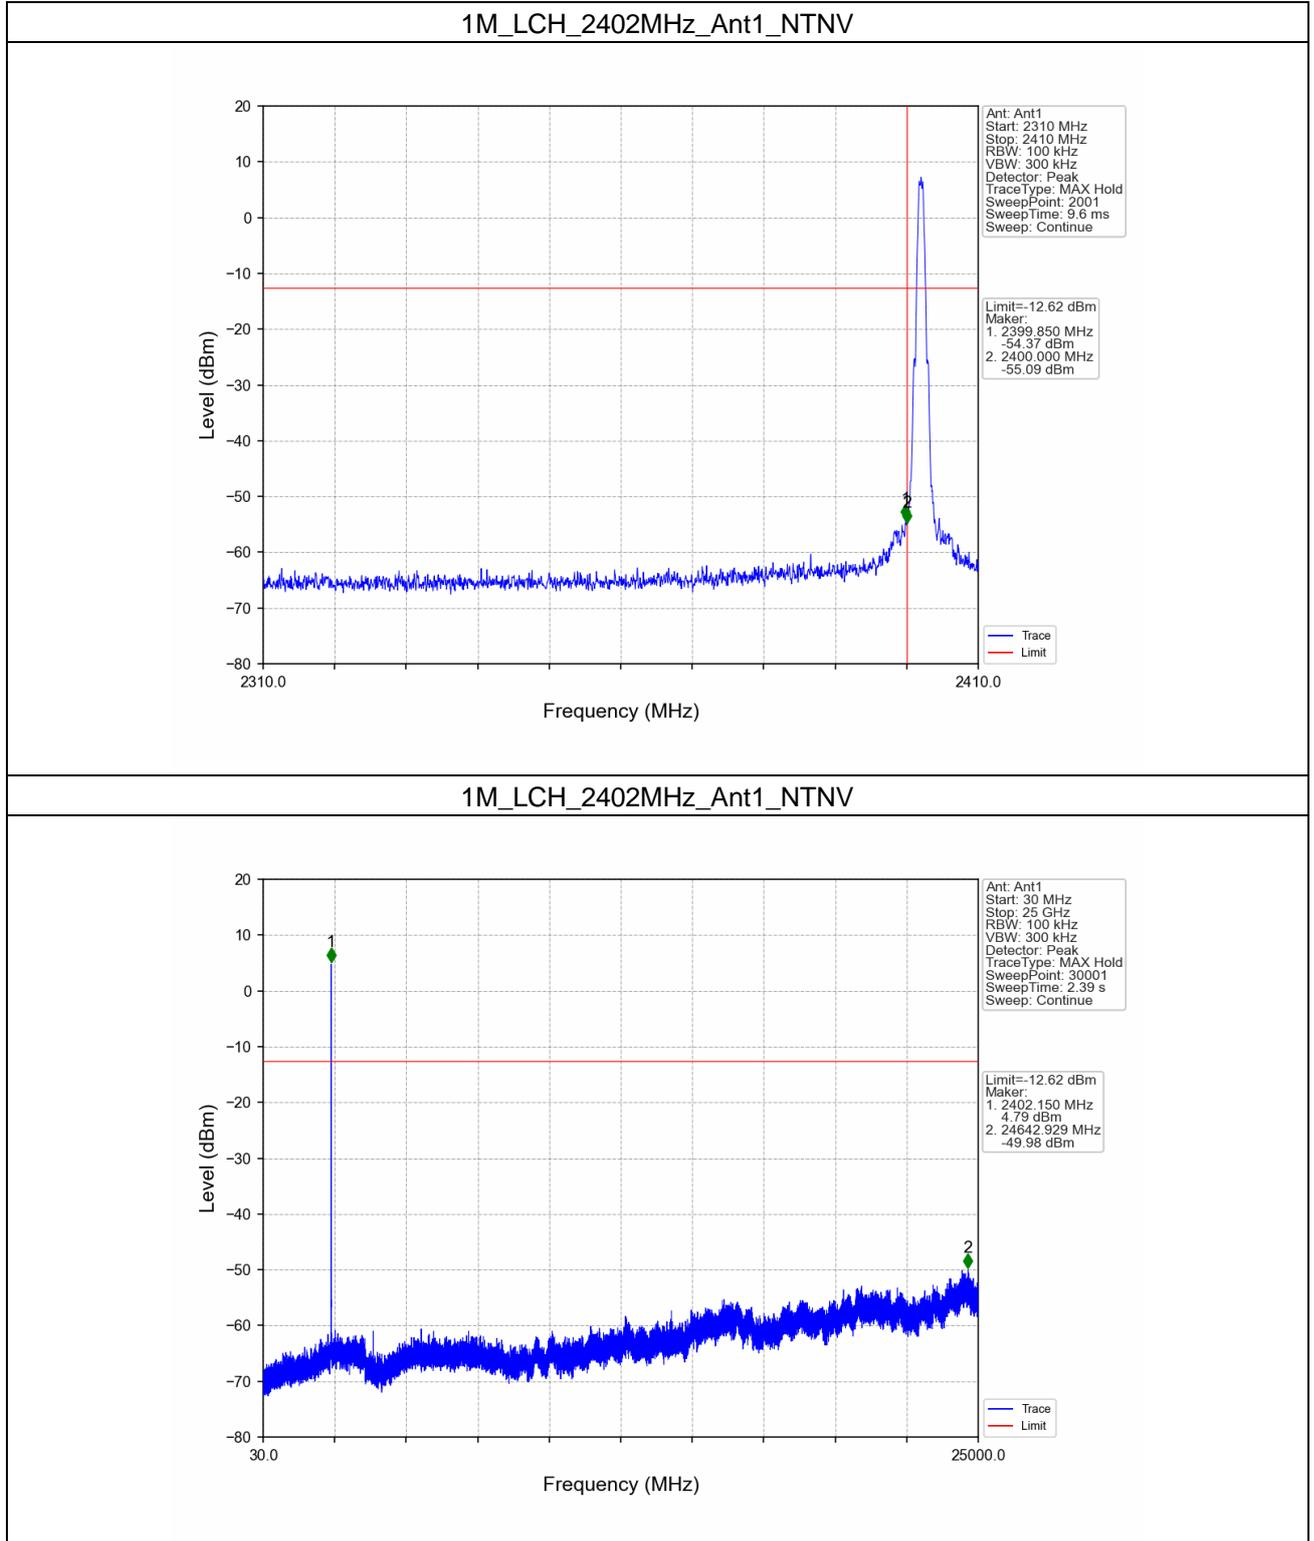 1M_LCH_2402MHz_Ant1_NTNV
20
10
0
−10
−20
−30
−40
−50
−60
−70
−80
Level (dBm)
2310.0
2410.0
Frequency (MHz)
1
2
Ant: Ant1
Start: 2310 MHz
Stop: 2410 MHz
RBW: 100 kHz
VBW: 300 kHz
Detector: Peak
TraceType: MAX Hold
SweepPoint: 2001
SweepTime: 9.6 ms
Sweep: Continue
Limit=-12.62 dBm
Maker:
1. 2399.850 MHz
-54.37 dBm
2. 2400.000 MHz
-55.09 dBm
Trace
Limit
1M_LCH_2402MHz_Ant1_NTNV
20
10
0
−10
−20
−30
−40
−50
−60
−70
−80
Level (dBm)
30.0
25000.0
Frequency (MHz)
1
2
Ant: Ant1
Start: 30 MHz
Stop: 25 GHz
RBW: 100 kHz
VBW: 300 kHz
Detector: Peak
TraceType: MAX Hold
SweepPoint: 30001
SweepTime: 2.39 s
Sweep: Continue
Limit=-12.62 dBm
Maker:
1. 2402.150 MHz
4.79 dBm
2. 24642.929 MHz
-49.98 dBm
Trace
Limit